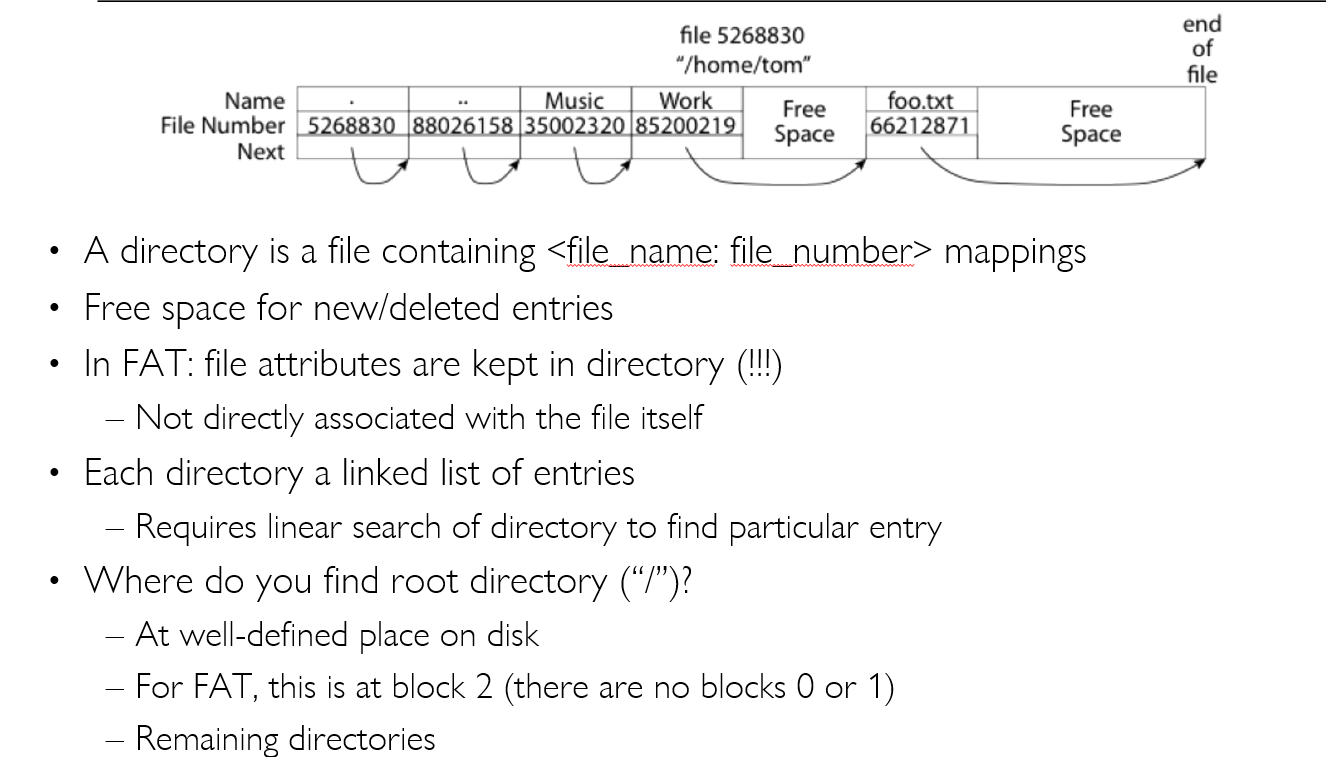 file 5268830
"/home/tom"
end
of
file
Name . .. Music Work Free Space foo.txt Free Space
File Number 5268830 88026158 35002320 85200219 66212871
Next
• A directory is a file containing <file_name: file_number> mappings
• Free space for new/deleted entries
• In FAT: file attributes are kept in directory (!!!)
– Not directly associated with the file itself
• Each directory a linked list of entries
– Requires linear search of directory to find particular entry
• Where do you find root directory ("/")?
– At well-defined place on disk
– For FAT, this is at block 2 (there are no blocks 0 or 1)
– Remaining directories